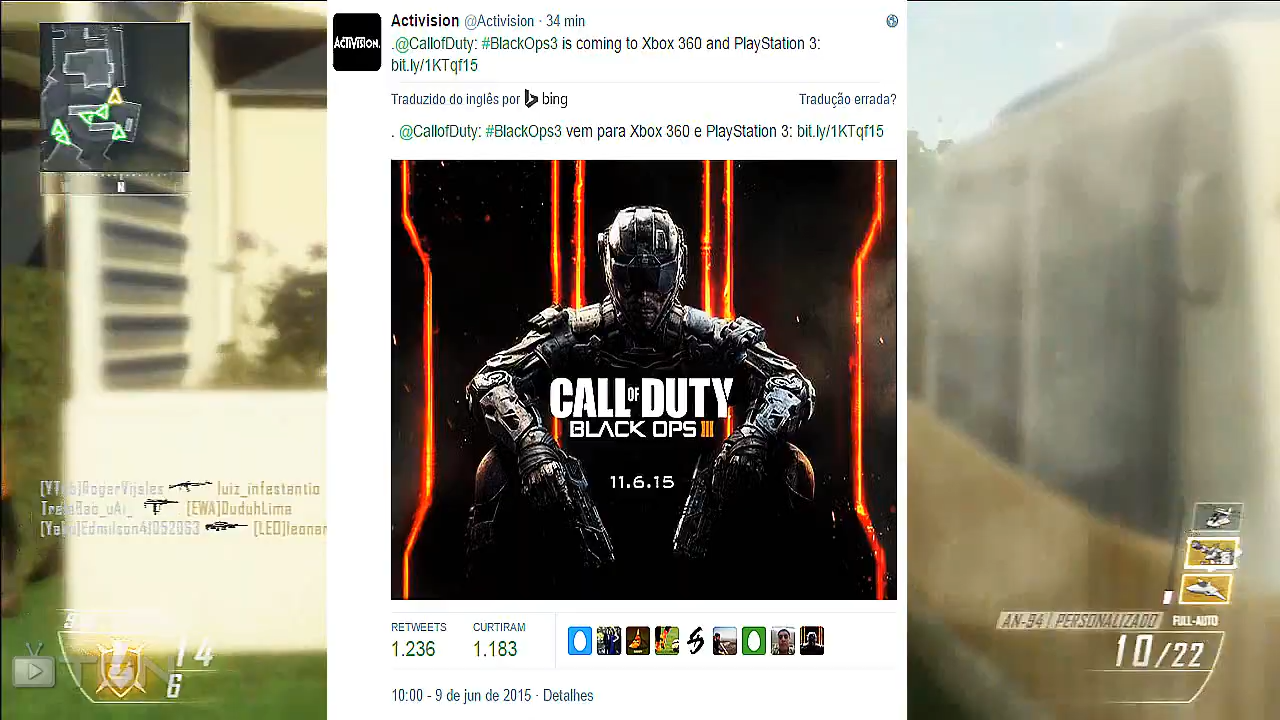 Activision @Activision · 34 min
ACTIVISION.
.@CallofDuty: #BlackOps3 is coming to Xbox 360 and PlayStation 3:
bit.ly/1KTqf15
Traduzido do inglês por bing
Tradução errada?
. @CallofDuty: #BlackOps3 vem para Xbox 360 e PlayStation 3: bit.ly/1KTqf15
CALL OF DUTY
BLACK OPS III
11.6.15
RETWEETS
CURTIRAM
1.236
1.183
10:00 - 9 de jun de 2015 · Detalhes
N
luiz_infestantio
[EWA]DuduhLima
14
6
AN-94 | PERSONALIZADO
FULL-AUTO
10/22